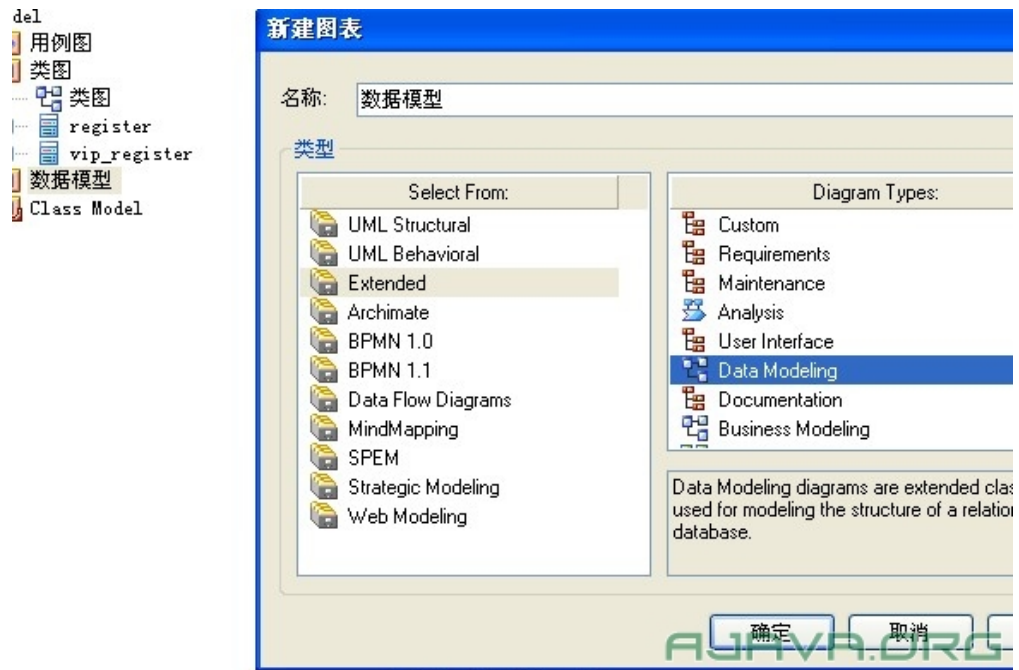 del
用例图
类图
类图
register
vip_register
数据模型
Class Model
新建图表
名称:
数据模型
类型
Select From:
UML Structural
UML Behavioral
Extended
Archimate
BPMN 1.0
BPMN 1.1
Data Flow Diagrams
MindMapping
SPEM
Strategic Modeling
Web Modeling
Diagram Types:
Custom
Requirements
Maintenance
Analysis
User Interface
Data Modeling
Documentation
Business Modeling
Data Modeling diagrams are extended clas
used for modeling the structure of a relation
database.
确定
取消
AJAVA.ORG